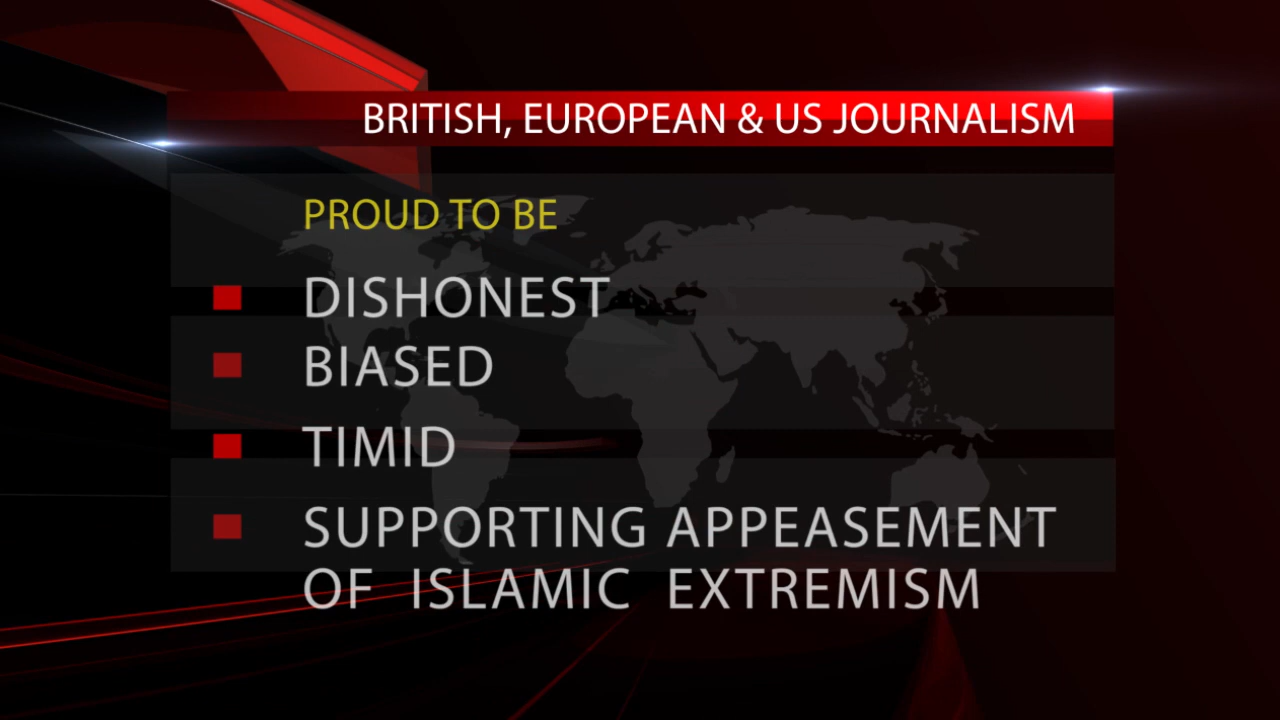 BRITISH, EUROPEAN & US JOURNALISM
PROUD TO BE
DISHONEST
BIASED
TIMID
SUPPORTING APPEASEMENT
OF ISLAMIC EXTREMISM